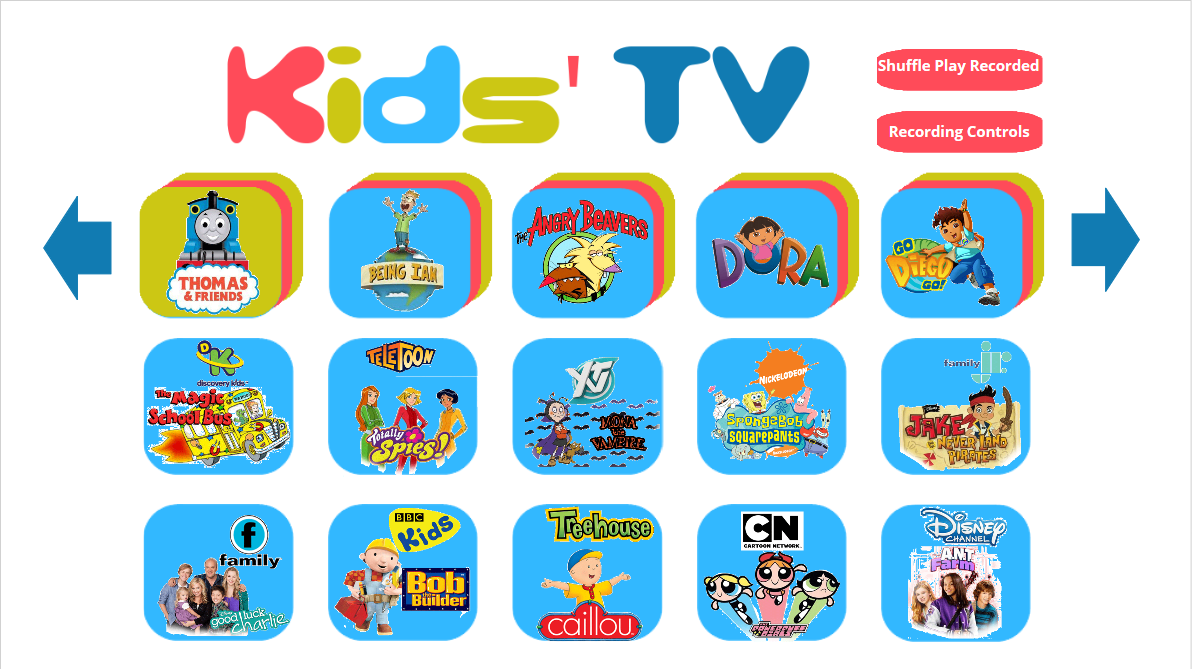 Kids' TV
Shuffle Play Recorded
Recording Controls
THOMAS
& FRIENDS
BEING IAN
THE ANGRY BEAVERS
DORA
GO
DIEGO
GO!
D K
discovery kids
The Magic
School Bus
TELETOON
Totally
Spies!
YTV
MONA
THE
VAMPIRE
NICKELODEON
SpongeBob
SQUAREPANTS
NICKELODEON
family jr
Disney
JAKE
AND THE
NEVER LAND
PIRATES
f
family
good luck
charlie
BBC
Kids
Bob
the
Builder
Treehouse
caillou
CN
CARTOON NETWORK
THE
POWERPUFF
GIRLS
DISNEY
CHANNEL
ANT
Farm